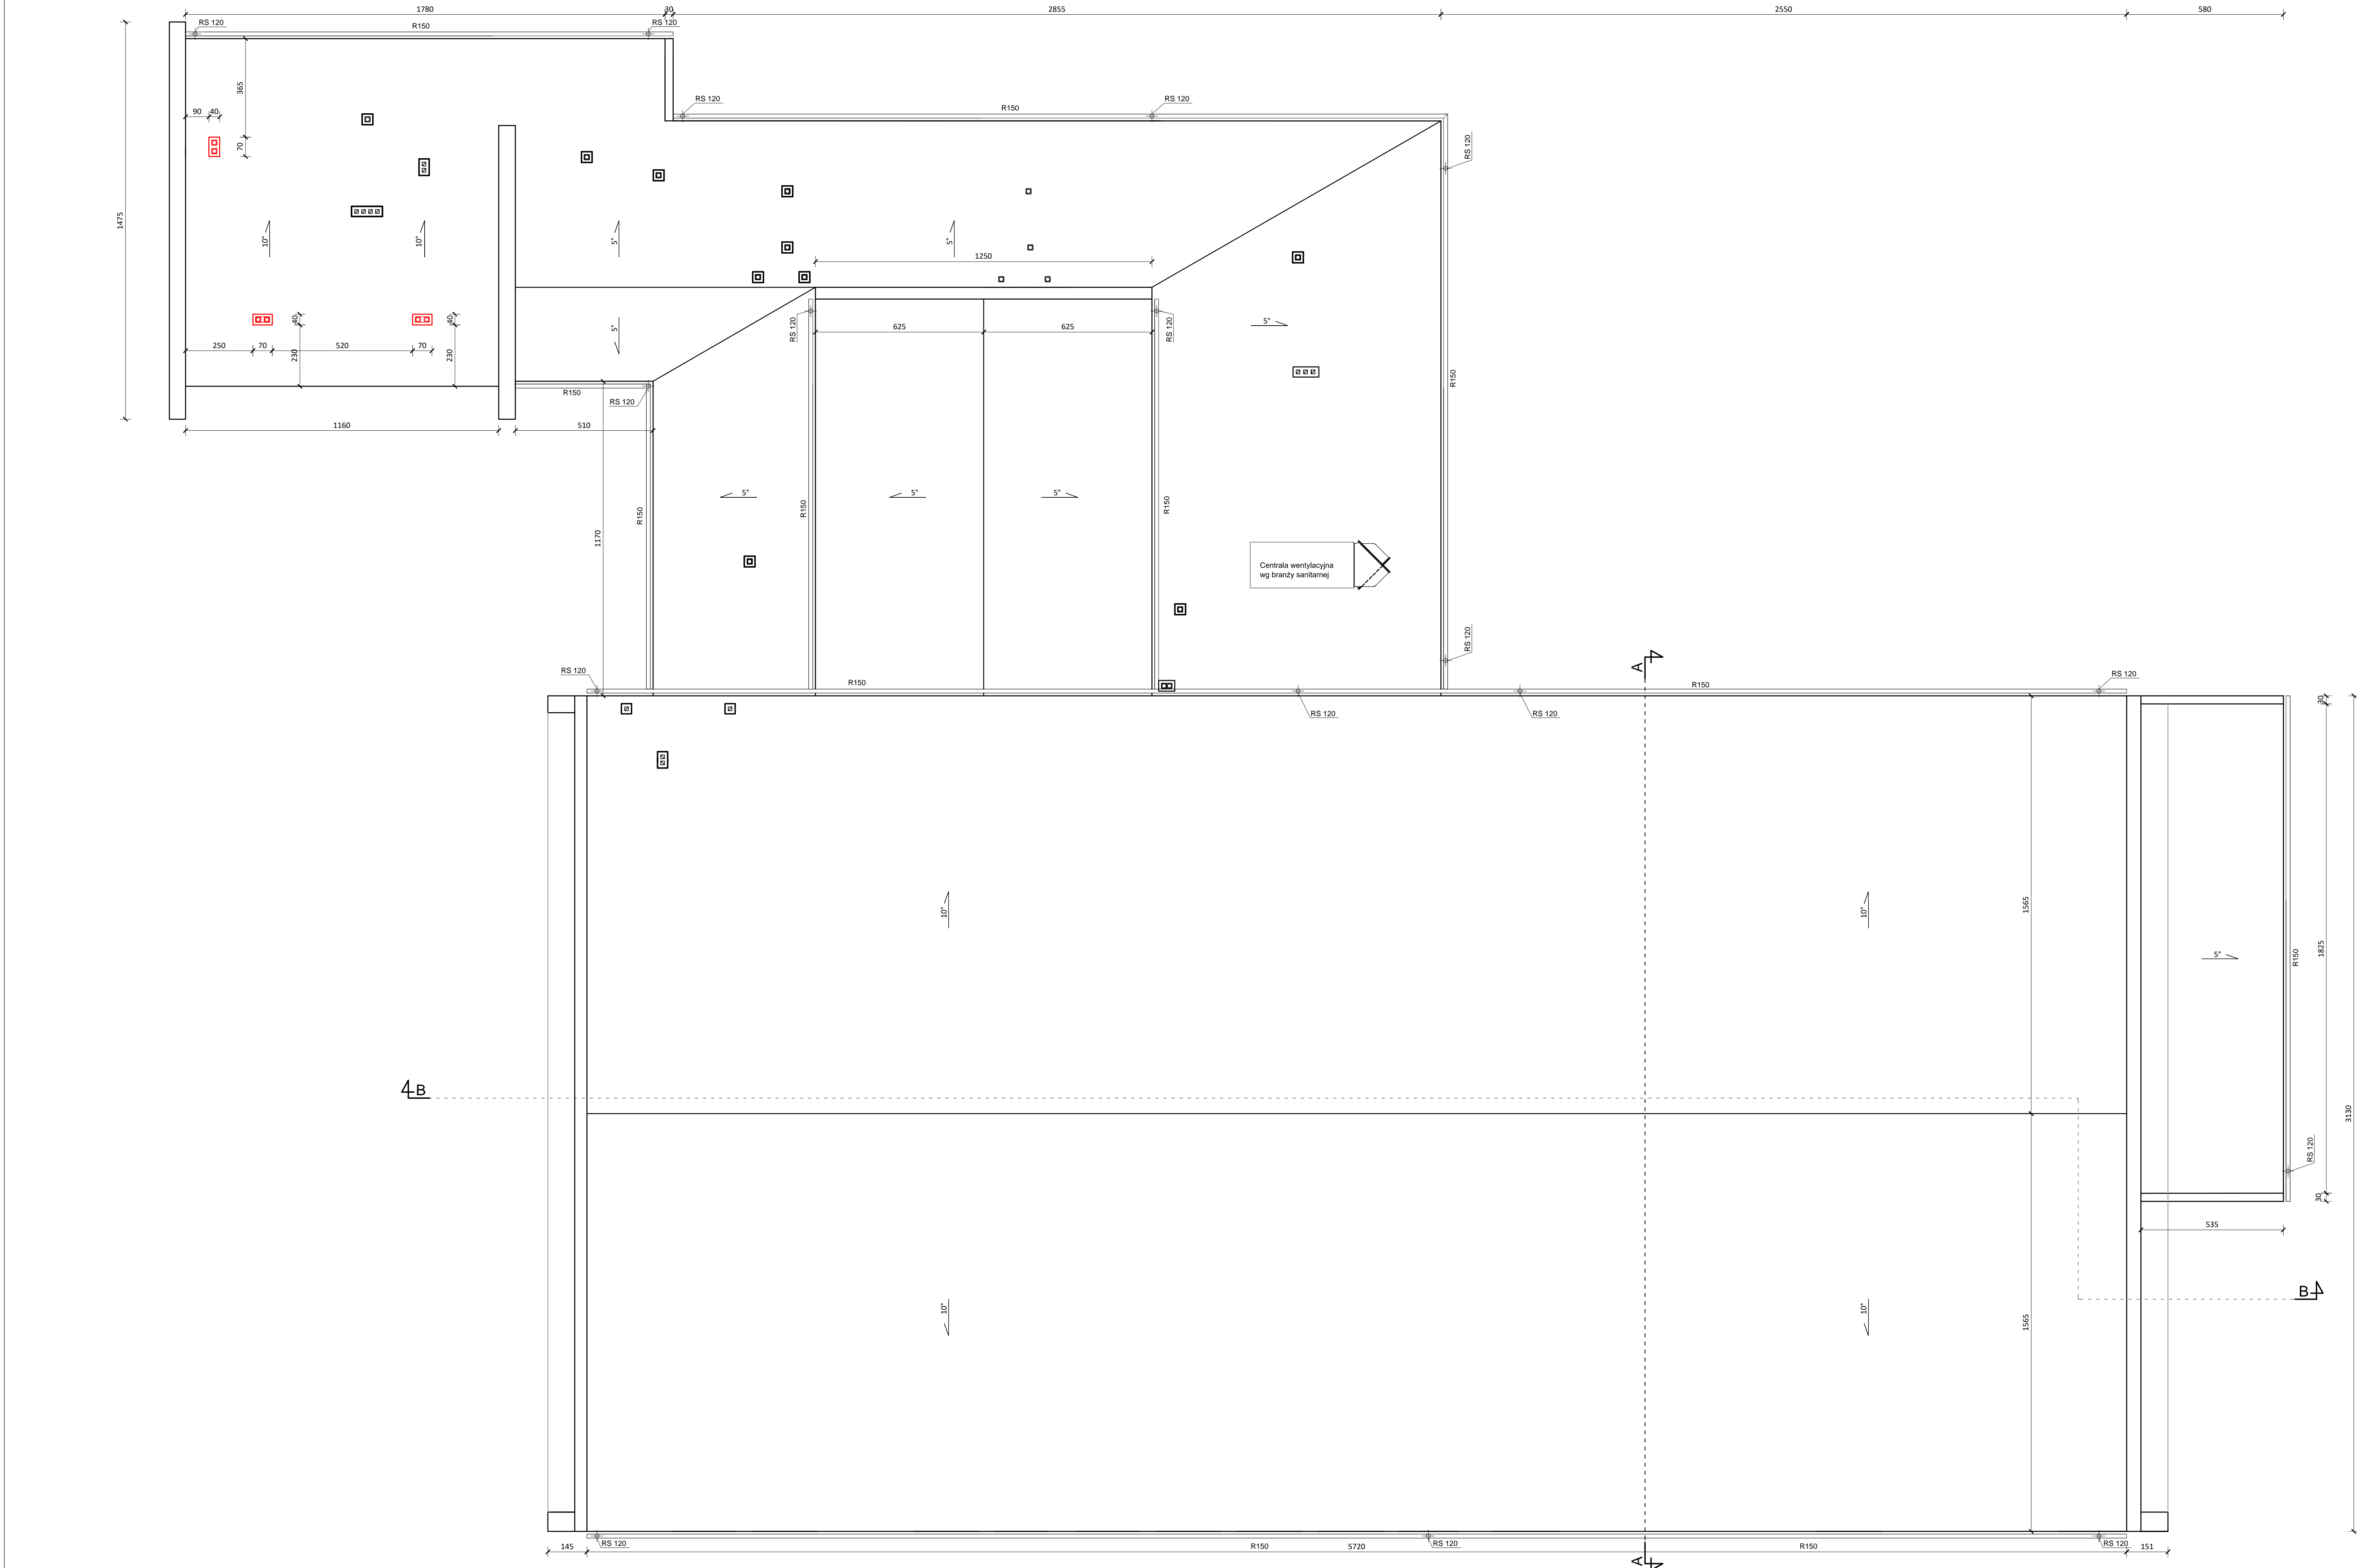 1780
30
2855
2550
580
RS 120
R150
RS 120
365
90
40
70
1475
RS 120
R150
RS 120
RS 120
10°
10°
5°
5°
1250
5°
5°
RS 120
625
625
RS 120
40
40
250
70
520
70
230
230
R150
R150
RS 120
1160
510
5°
5°
5°
R150
R150
R150
1170
Centrala wentylacyjna
wg branży sanitarnej
RS 120
A
RS 120
R150
R150
RS 120
RS 120
RS 120
30
10°
10°
1565
1825
5°
R150
3130
B
RS 120
30
535
B
10°
10°
1565
RS 120
RS 120
RS 120
145
R150
5720
R150
151
A